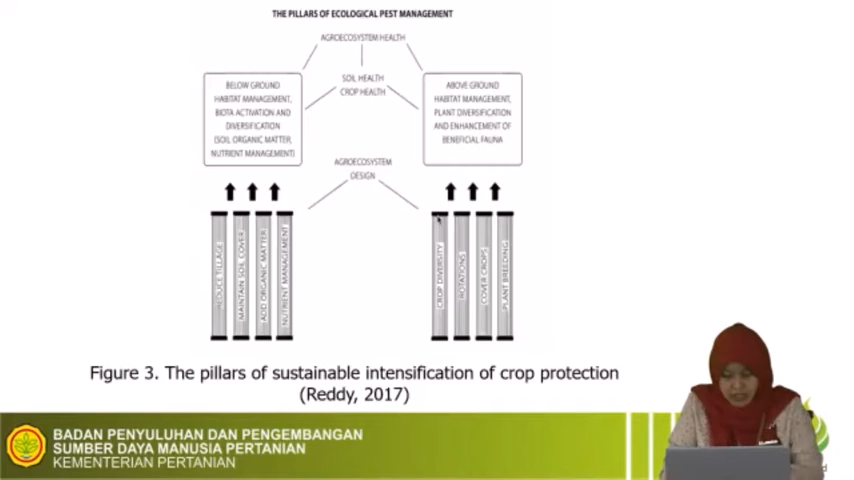 THE PILLARS OF ECOLOGICAL PEST MANAGEMENT
AGROECOSYSTEM HEALTH
BELOW GROUND
HABITAT MANAGEMENT,
BIOTA ACTIVATION AND
DIVERSIFICATION
(SOIL ORGANIC MATTER,
NUTRIENT MANAGEMENT)
SOIL HEALTH
CROP HEALTH
ABOVE GROUND
HABITAT MANAGEMENT,
PLANT DIVERSIFICATION
AND ENHANCEMENT OF
BENEFICIAL FAUNA
AGROECOSYSTEM
DESIGN
REDUCE TILLAGE
MAINTAIN SOIL COVER
ADD ORGANIC MATTER
NUTRIENT MANAGEMENT
CROP DIVERSITY
ROTATIONS
COVER CROPS
PLANT BREEDING
Figure 3. The pillars of sustainable intensification of crop protection
(Reddy, 2017)
BADAN PENYULUHAN DAN PENGEMBANGAN
SUMBER DAYA MANUSIA PERTANIAN
KEMENTERIAN PERTANIAN